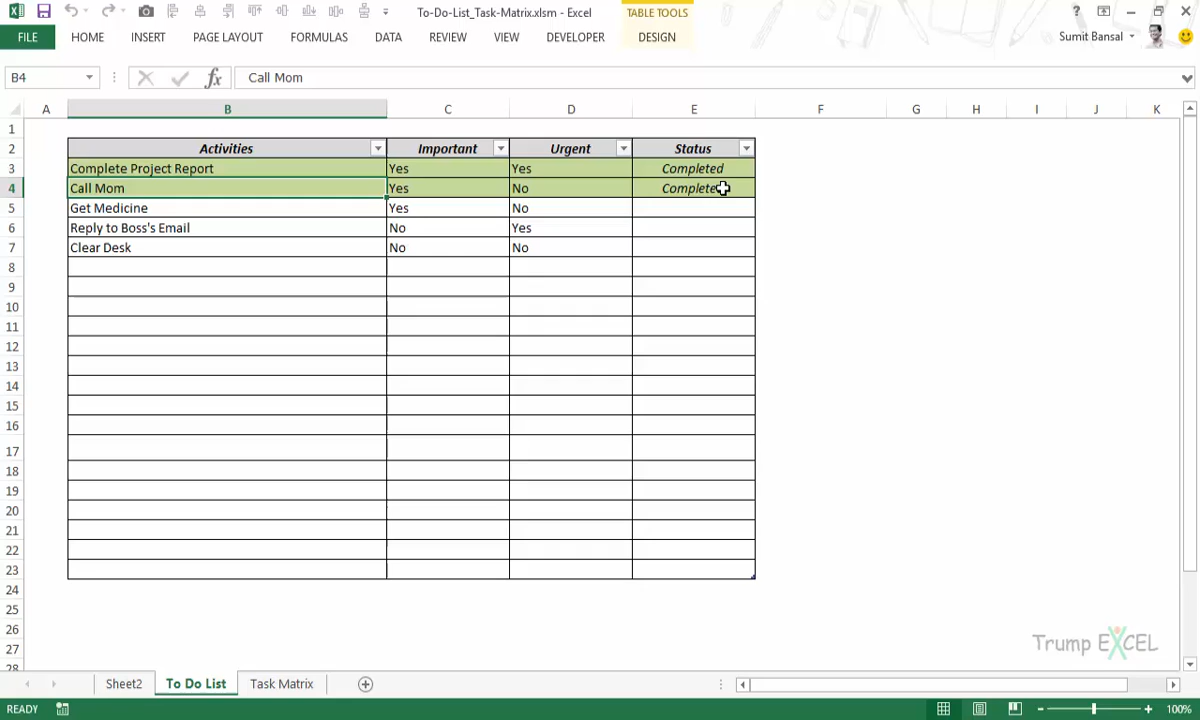 To-Do-List_Task-Matrix.xlsm - Excel
TABLE TOOLS
?
FILE HOME INSERT PAGE LAYOUT FORMULAS DATA REVIEW VIEW DEVELOPER DESIGN
Sumit Bansal
B4 fx Call Mom
A B C D E F G H I J K
1
2 Activities Important Urgent Status
3 Complete Project Report Yes Yes Completed
4 Call Mom Yes No Complete
5 Get Medicine Yes No
6 Reply to Boss's Email No Yes
7 Clear Desk No No
8
9
10
11
12
13
14
15
16
17
18
19
20
21
22
23
24
25
26
27
28
Trump EXCEL
Sheet2 To Do List Task Matrix
READY 100%